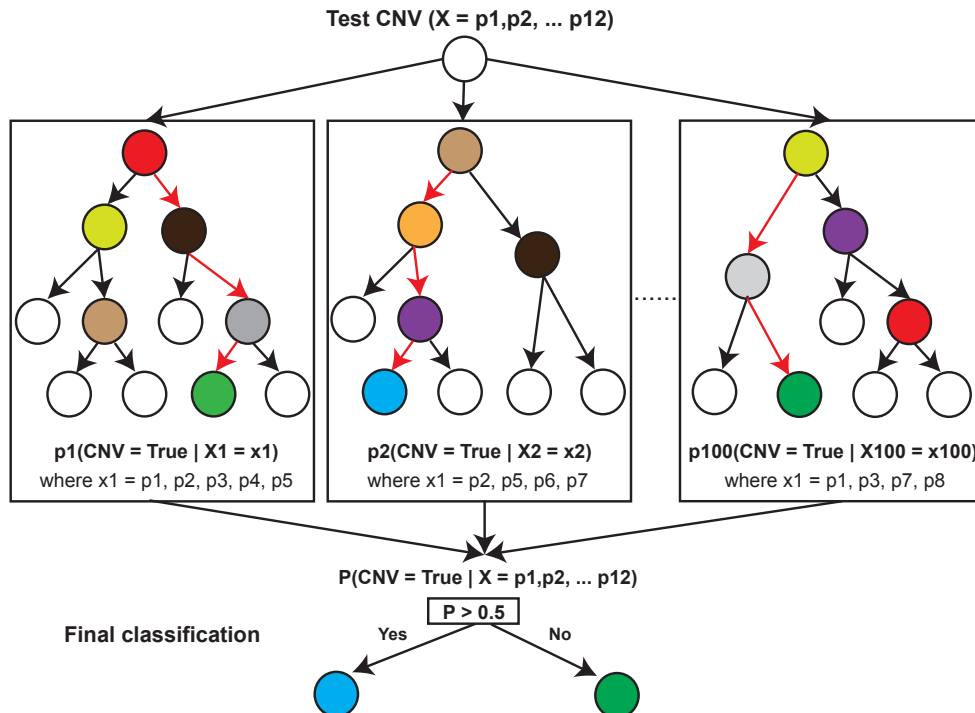 Test CNV (X = p1,p2, ... p12)
p1(CNV = True | X1 = x1)
where x1 = p1, p2, p3, p4, p5
p2(CNV = True | X2 = x2)
where x1 = p2, p5, p6, p7
......
p100(CNV = True | X100 = x100)
where x1 = p1, p3, p7, p8
P(CNV = True | X = p1,p2, ... p12)
P > 0.5
Final classification
Yes
No